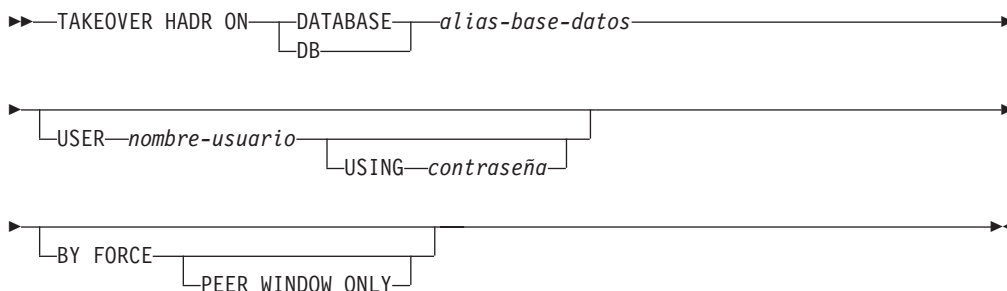 TAKEOVER HADR ON DATABASE alias-base-datos
DB
USER nombre-usuario
USING contraseña
BY FORCE
PEER WINDOW ONLY